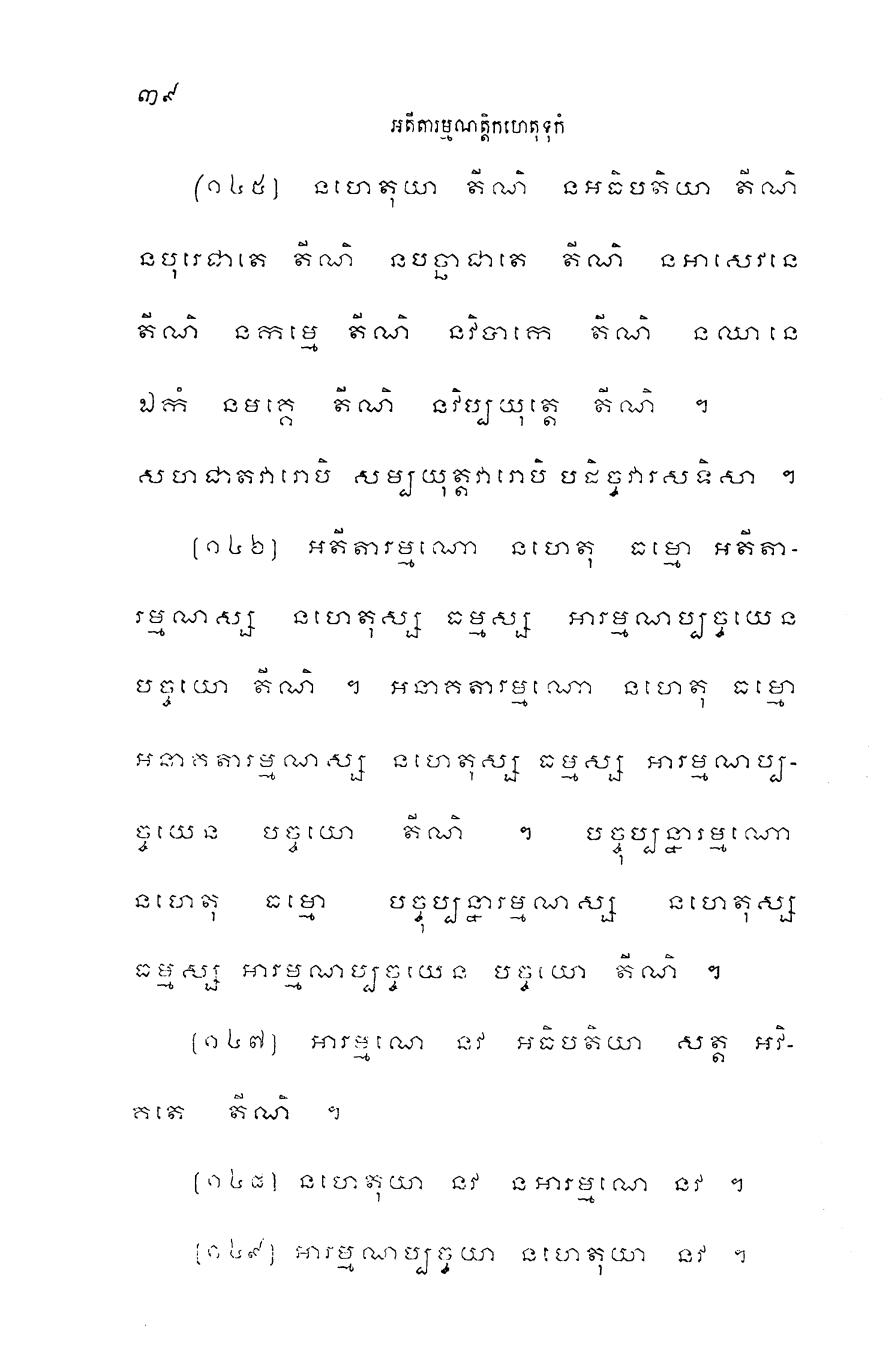 ៣៩
អតីតារម្មណត្តិកហេតុទុកំ
(១៤៥) នហេតុយា តីណិ នអធិបតិយា តីណិ
នបុរេជាតេ តីណិ នបច្ឆាជាតេ តីណិ នអាសេវនេ
តីណិ នកម្មេ តីណិ នវិបាកេ តីណិ នឈានេ
ឯកំ នមគ្គេ តីណិ នវិប្បយុត្តេ តីណិ ។
សហជាតវារោបិ សម្បយុត្តវារោបិ បដិច្ចវារសទិសា ។
(១៤៦) អតីតារម្មណោ នហេតុ ធម្មោ អតីតា-
រម្មណស្ស នហេតុស្ស ធម្មស្ស អារម្មណប្បច្ចយេន
បច្ចយោ តីណិ ។ អនាគតារម្មណោ នហេតុ ធម្មោ
អនាគតារម្មណស្ស នហេតុស្ស ធម្មស្ស អារម្មណប្ប-
ច្ចយេន បច្ចយោ តីណិ ។ បច្ចុប្បន្នារម្មណោ
នហេតុ ធម្មោ បច្ចុប្បន្នារម្មណស្ស នហេតុស្ស
ធម្មស្ស អារម្មណប្បច្ចយេន បច្ចយោ តីណិ ។
(១៤៧) អារម្មណេ នវ អធិបតិយា សត្ត អវិ-
គតេ តីណិ ។
(១៤៨) នហេតុយា នវ នអារម្មណេ នវ ។
(១៤៩) អារម្មណប្បច្ចយា នហេតុយា នវ ។